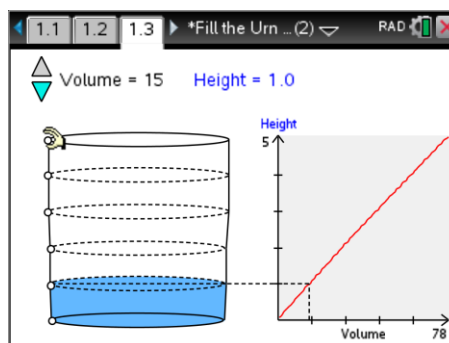 1.1 1.2 1.3 *Fill the Urn ...(2) RAD
Volume = 15 Height = 1.0
Height
5
Volume 78